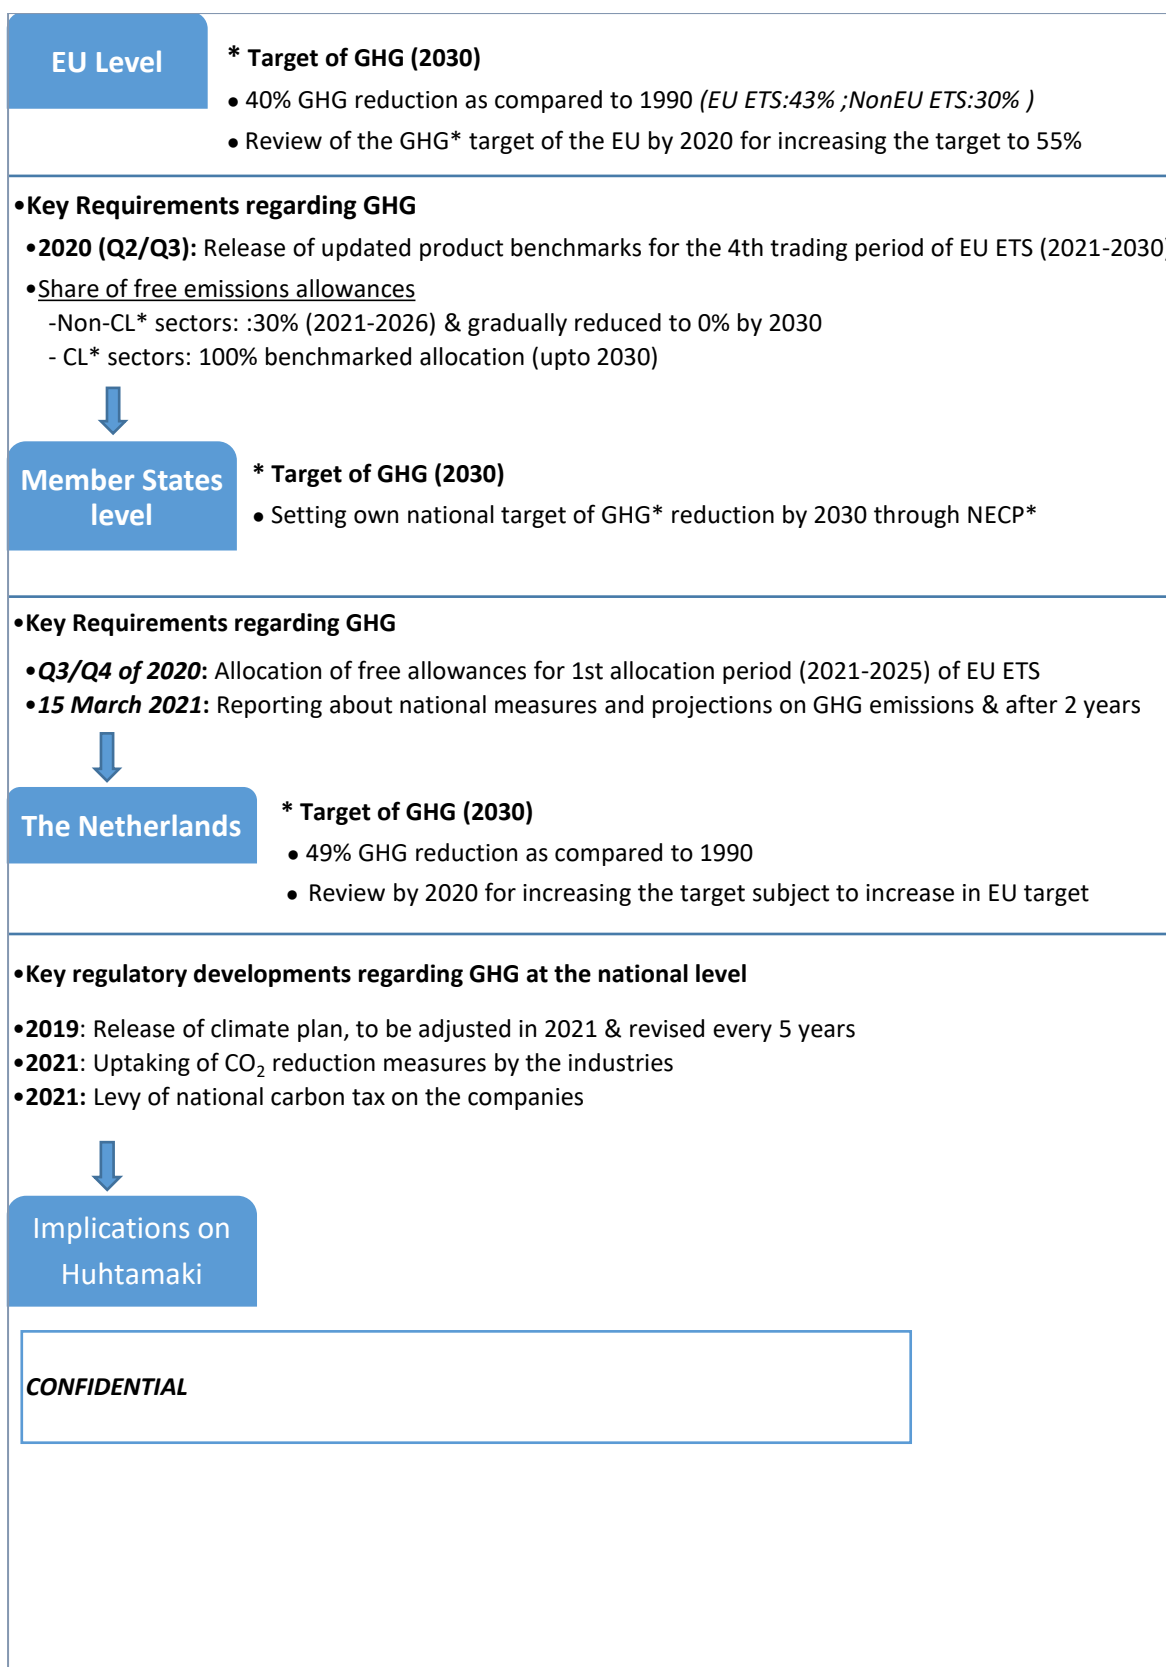 EU Level
* Target of GHG (2030)
● 40% GHG reduction as compared to 1990 (EU ETS:43% ;NonEU ETS:30% )
● Review of the GHG* target of the EU by 2020 for increasing the target to 55%
•Key Requirements regarding GHG
•2020 (Q2/Q3): Release of updated product benchmarks for the 4th trading period of EU ETS (2021-2030)
•Share of free emissions allowances
-Non-CL* sectors: :30% (2021-2026) & gradually reduced to 0% by 2030
- CL* sectors: 100% benchmarked allocation (upto 2030)
Member States
level
* Target of GHG (2030)
● Setting own national target of GHG* reduction by 2030 through NECP*
•Key Requirements regarding GHG
•Q3/Q4 of 2020: Allocation of free allowances for 1st allocation period (2021-2025) of EU ETS
•15 March 2021: Reporting about national measures and projections on GHG emissions & after 2 years
The Netherlands
* Target of GHG (2030)
● 49% GHG reduction as compared to 1990
● Review by 2020 for increasing the target subject to increase in EU target
•Key regulatory developments regarding GHG at the national level
•2019: Release of climate plan, to be adjusted in 2021 & revised every 5 years
•2021: Uptaking of CO₂ reduction measures by the industries
•2021: Levy of national carbon tax on the companies
Implications on
Huhtamaki
CONFIDENTIAL